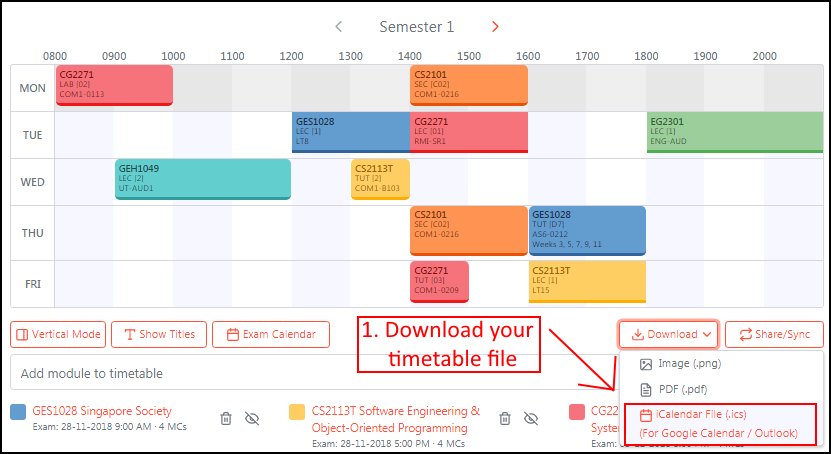 Semester 1
0800 0900 1000 1100 1200 1300 1400 1500 1600 1700 1800 1900 2000
MON
CG2271
LAB [02]
COM1-0113
CS2101
SEC [C02]
COM1-0216
TUE
GES1028
LEC [1]
LT8
CG2271
LEC [01]
RMI-SR1
EG2301
LEC [1]
ENG-AUD
WED
GEH1049
LEC [2]
UT-AUD1
CS2113T
TUT [2]
COM1-B103
THU
CS2101
SEC [C02]
COM1-0216
GES1028
TUT [D7]
AS6-0212
Weeks 3, 5, 7, 9, 11
FRI
CG2271
TUT [03]
COM1-0209
CS2113T
LEC [1]
LT15
Vertical Mode Show Titles Exam Calendar
1. Download your
timetable file
Download Share/Sync
Image (.png)
PDF (.pdf)
iCalendar File (.ics)
(For Google Calendar / Outlook)
Add module to timetable
GES1028 Singapore Society
Exam: 28-11-2018 9:00 AM · 4 MCs
CS2113T Software Engineering &
Object-Oriented Programming
Exam: 28-11-2018 5:00 PM · 4 MCs
CG22
System